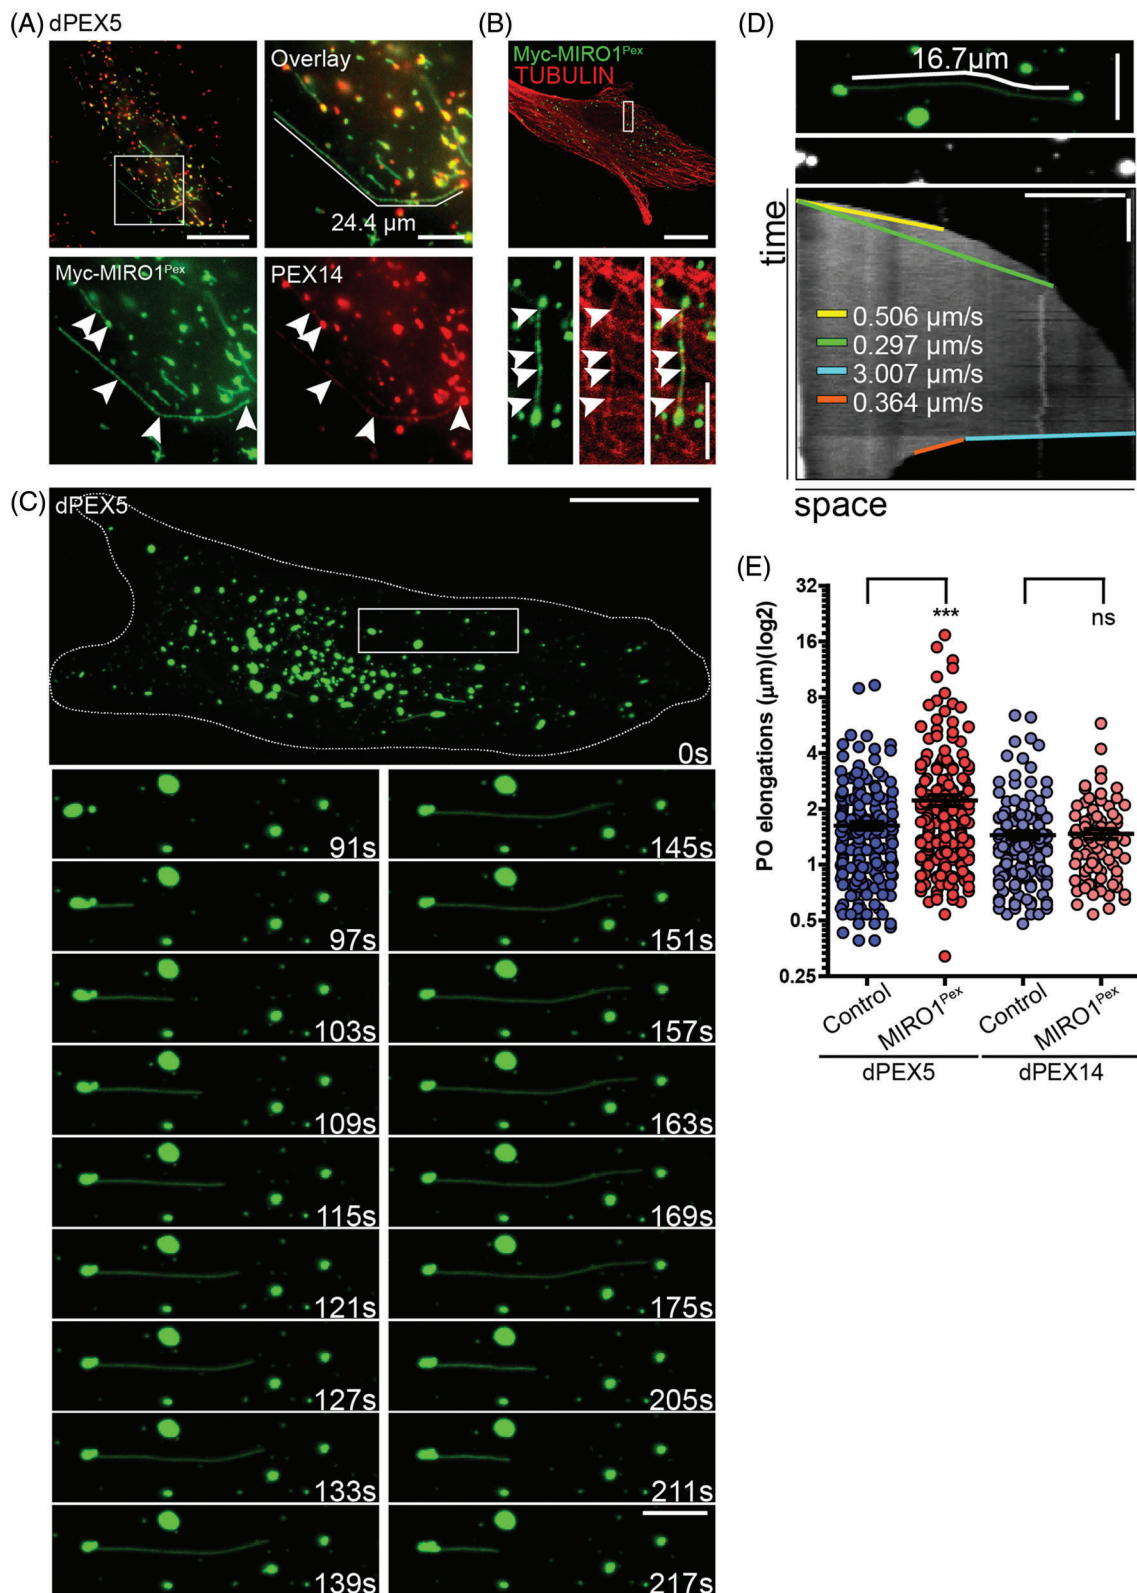 (A) dPEX5
Overlay
24.4 µm
Myc-MIRO1Pex
PEX14
(B)
Myc-MIRO1Pex
TUBULIN
(C)
dPEX5
0s
91s
97s
103s
109s
115s
121s
127s
133s
139s
145s
151s
157s
163s
169s
175s
205s
211s
217s
(D)
16.7µm
time
0.506 µm/s
0.297 µm/s
3.007 µm/s
0.364 µm/s
space
(E)
PO elongations (µm)(log2)
32
16
8
4
2
1
0.5
0.25
***
ns
Control
MIRO1Pex
Control
MIRO1Pex
dPEX5
dPEX14